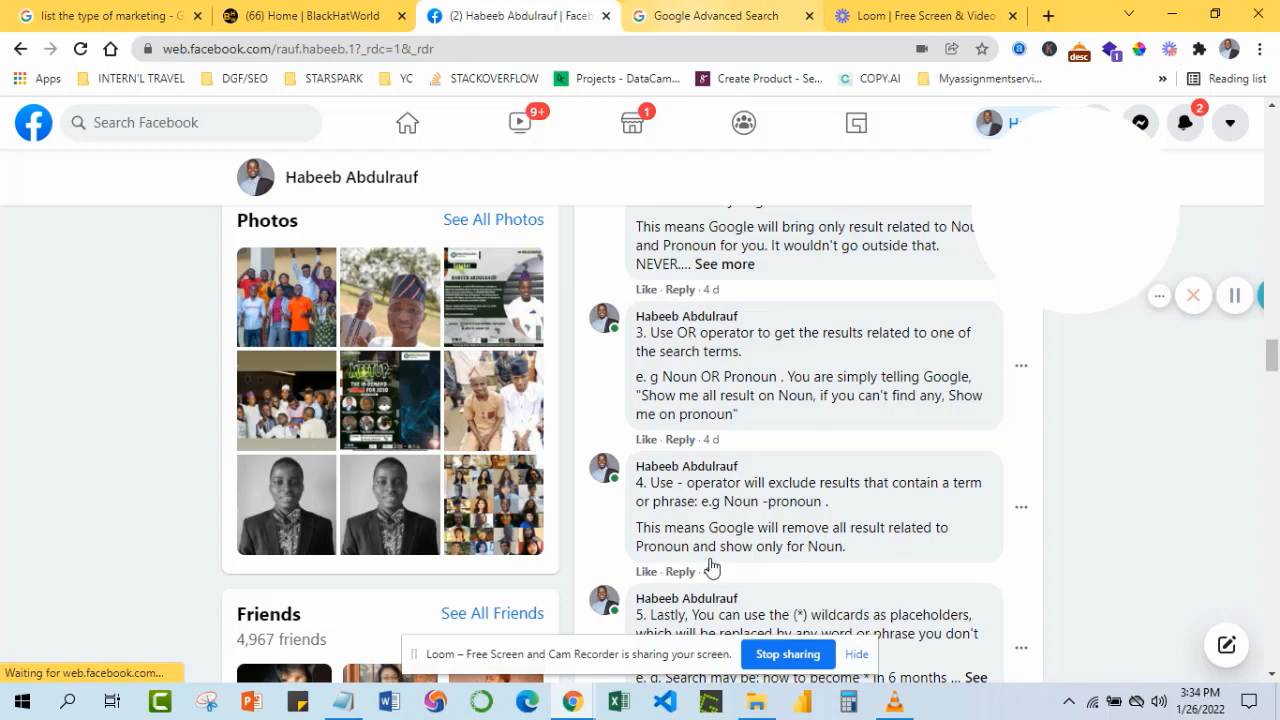 list the type of marketing - G
(66) Home | BlackHatWorld
(2) Habeeb Abdulrauf | Faceb
Google Advanced Search
Loom | Free Screen & Video
web.facebook.com/rauf.habeeb.1?_rdc=1&_rdr
desc
1
Apps
INTERN'L TRAVEL
DGF/SEO
STARSPARK
YC
STACKOVERFLOW
Projects - DataCam...
Create Product - Se...
COPY.AI
Myassignmentservi...
»
Reading list
Search Facebook
9+
1
H
2
Habeeb Abdulrauf
Photos
See All Photos
This means Google will bring only result related to Nou
and Pronoun for you. It wouldn't go outside that.
NEVER.... See more
Like · Reply · 4 d
Habeeb Abdulrauf
3. Use OR operator to get the results related to one of
the search terms.
e.g Noun OR Pronoun . You are simply telling Google,
"Show me all result on Noun, if you can't find any, Show
me on pronoun"
Like · Reply · 4 d
Habeeb Abdulrauf
4. Use - operator will exclude results that contain a term
or phrase: e.g Noun -pronoun .
This means Google will remove all result related to
Pronoun and show only for Noun.
Like · Reply ·
Habeeb Abdulrauf
5. Lastly, You can use the (*) wildcards as placeholders,
which will be replaced by any word or phrase you don't
e. g. Search may be: how to become * in 6 months ... See
Friends
See All Friends
4,967 friends
Loom – Free Screen and Cam Recorder is sharing your screen.
Stop sharing
Hide
Waiting for web.facebook.com...
3:34 PM
1/26/2022